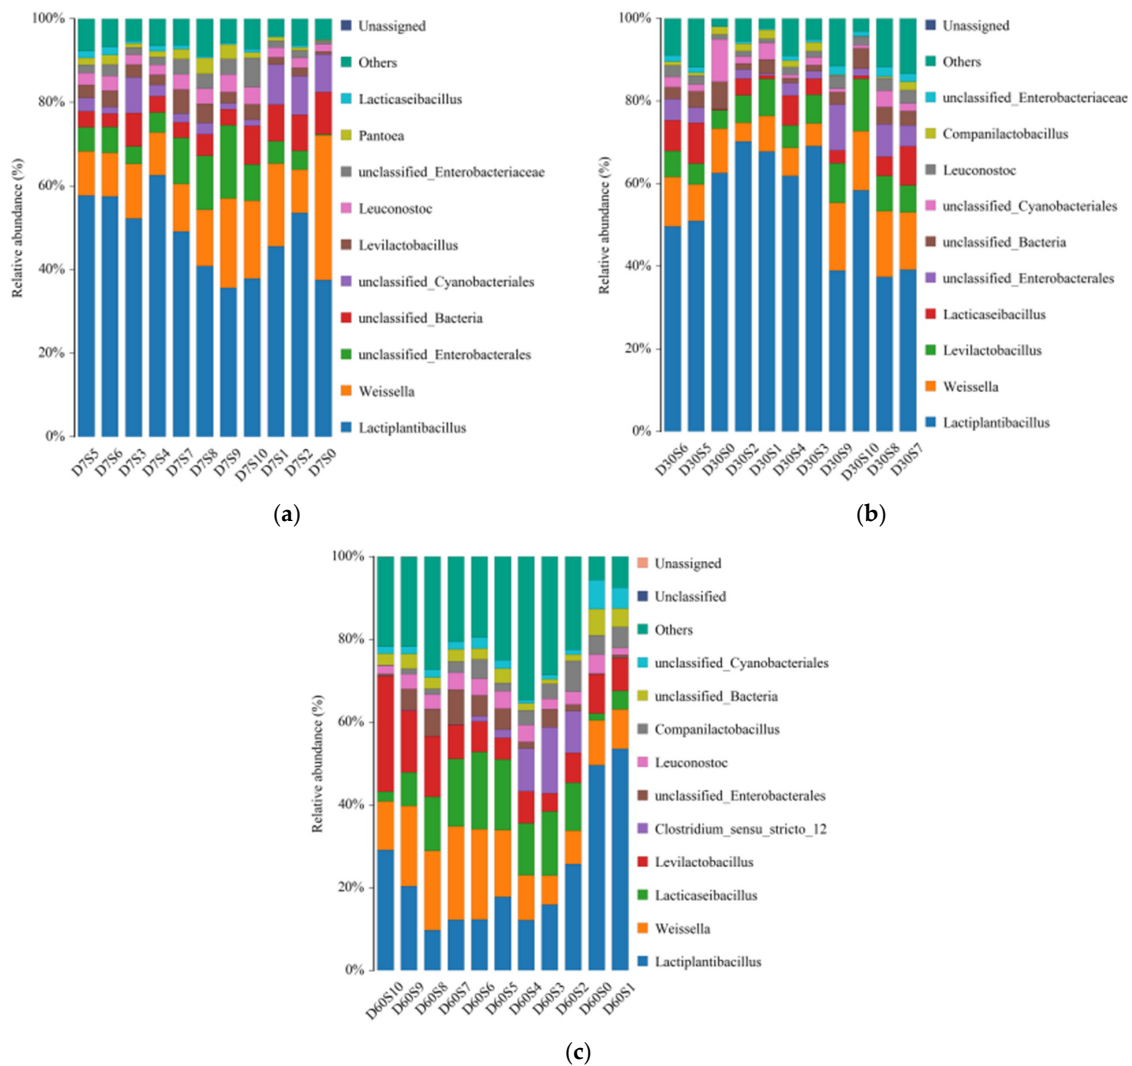 100%
80%
60%
40%
20%
0%
Relative abundance (%)
D7S5
D7S6
D7S3
D7S4
D7S7
D7S8
D7S9
D7S10
D7S1
D7S2
D7S0
Unassigned
Others
Lacticaseibacillus
Pantoea
unclassified_Enterobacteriaceae
Leuconostoc
Levilactobacillus
unclassified_Cyanobacteriales
unclassified_Bacteria
unclassified_Enterobacterales
Weissella
Lactiplantibacillus
(a)
100%
80%
60%
40%
20%
0%
Relative abundance (%)
D30S6
D30S5
D30S0
D30S2
D30S1
D30S4
D30S3
D30S9
D30S10
D30S8
D30S7
Unassigned
Others
unclassified_Enterobacteriaceae
Companilactobacillus
Leuconostoc
unclassified_Cyanobacteriales
unclassified_Bacteria
unclassified_Enterobacterales
Lacticaseibacillus
Levilactobacillus
Weissella
Lactiplantibacillus
(b)
100%
80%
60%
40%
20%
0%
Relative abundance (%)
D60S10
D60S9
D60S8
D60S7
D60S6
D60S5
D60S4
D60S3
D60S2
D60S0
D60S1
Unassigned
Unclassified
Others
unclassified_Cyanobacteriales
unclassified_Bacteria
Companilactobacillus
Leuconostoc
unclassified_Enterobacterales
Clostridium_sensu_stricto_12
Levilactobacillus
Lacticaseibacillus
Weissella
Lactiplantibacillus
(c)